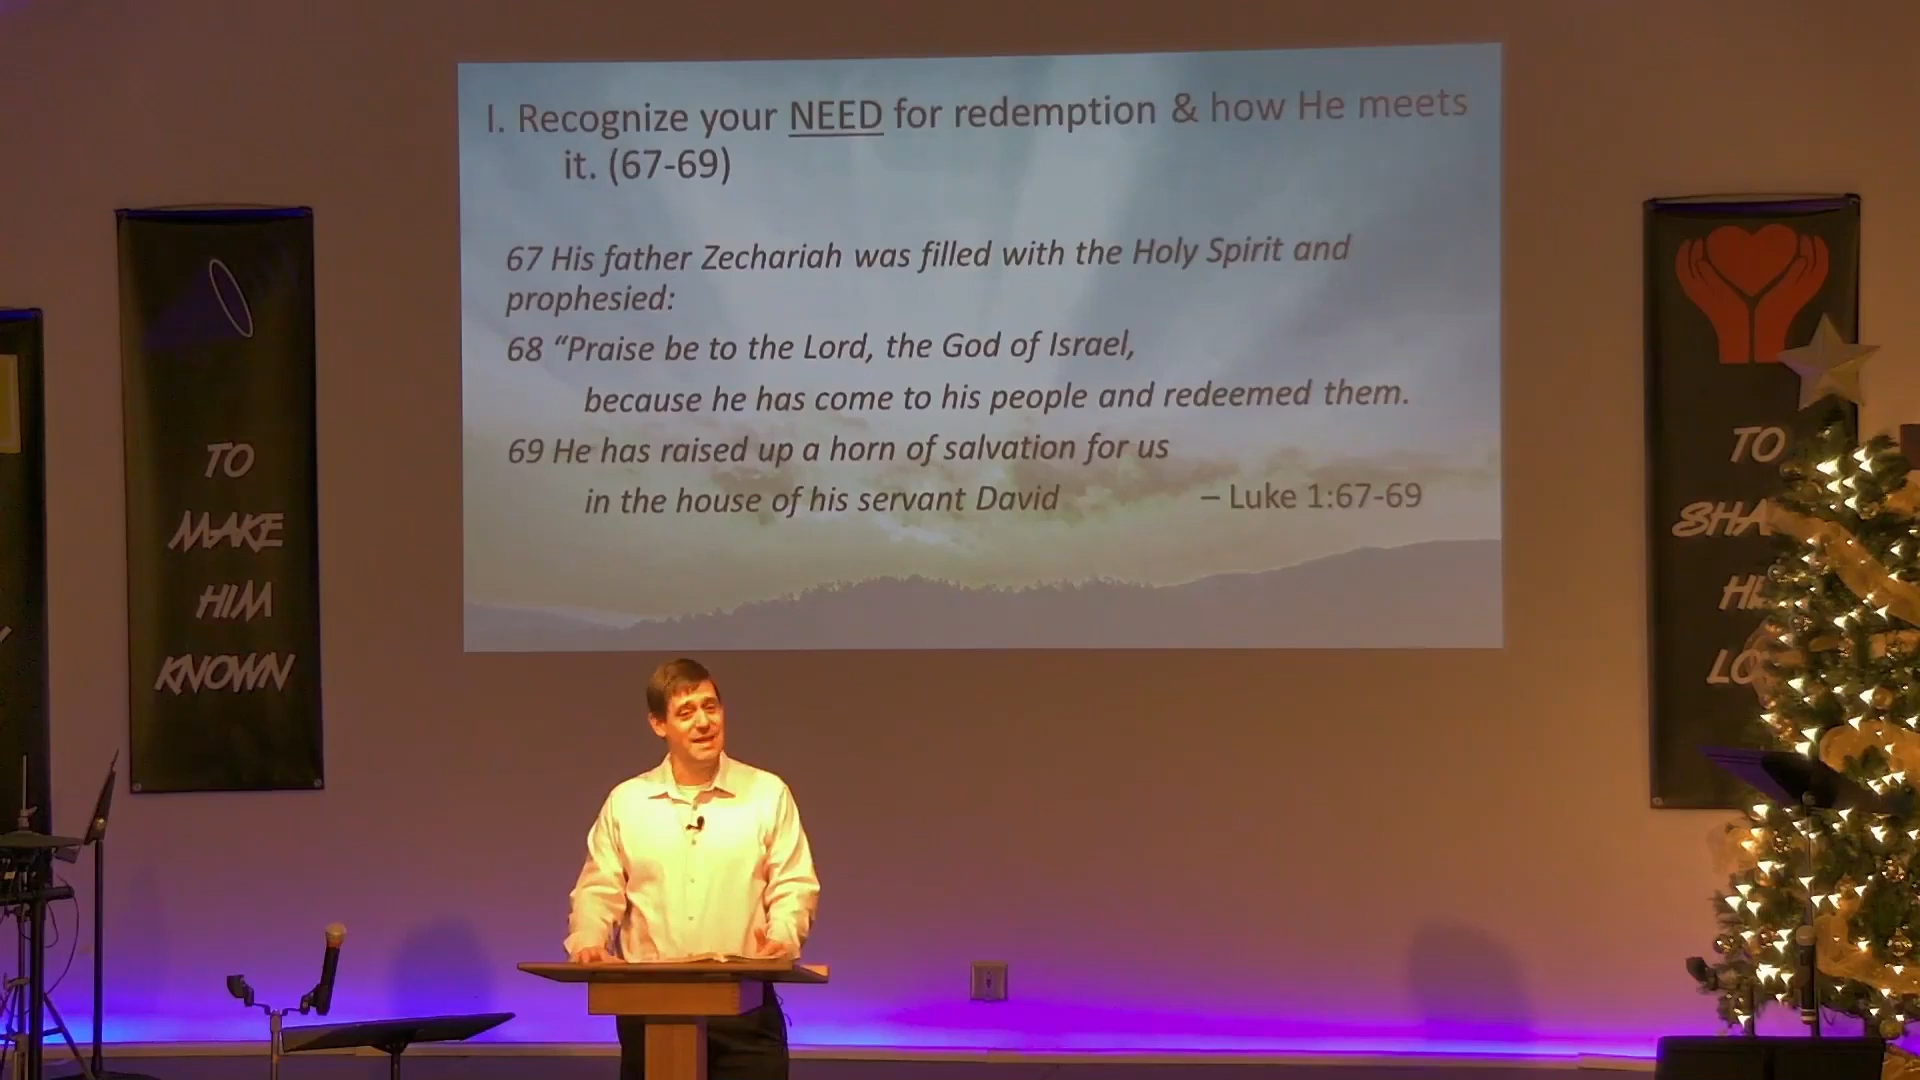 I. Recognize your NEED for redemption & how He meets
it. (67-69)
67 His father Zechariah was filled with the Holy Spirit and
prophesied:
68 “Praise be to the Lord, the God of Israel,
because he has come to his people and redeemed them.
69 He has raised up a horn of salvation for us
in the house of his servant David – Luke 1:67-69
TO
MAKE
HIM
KNOWN
TO